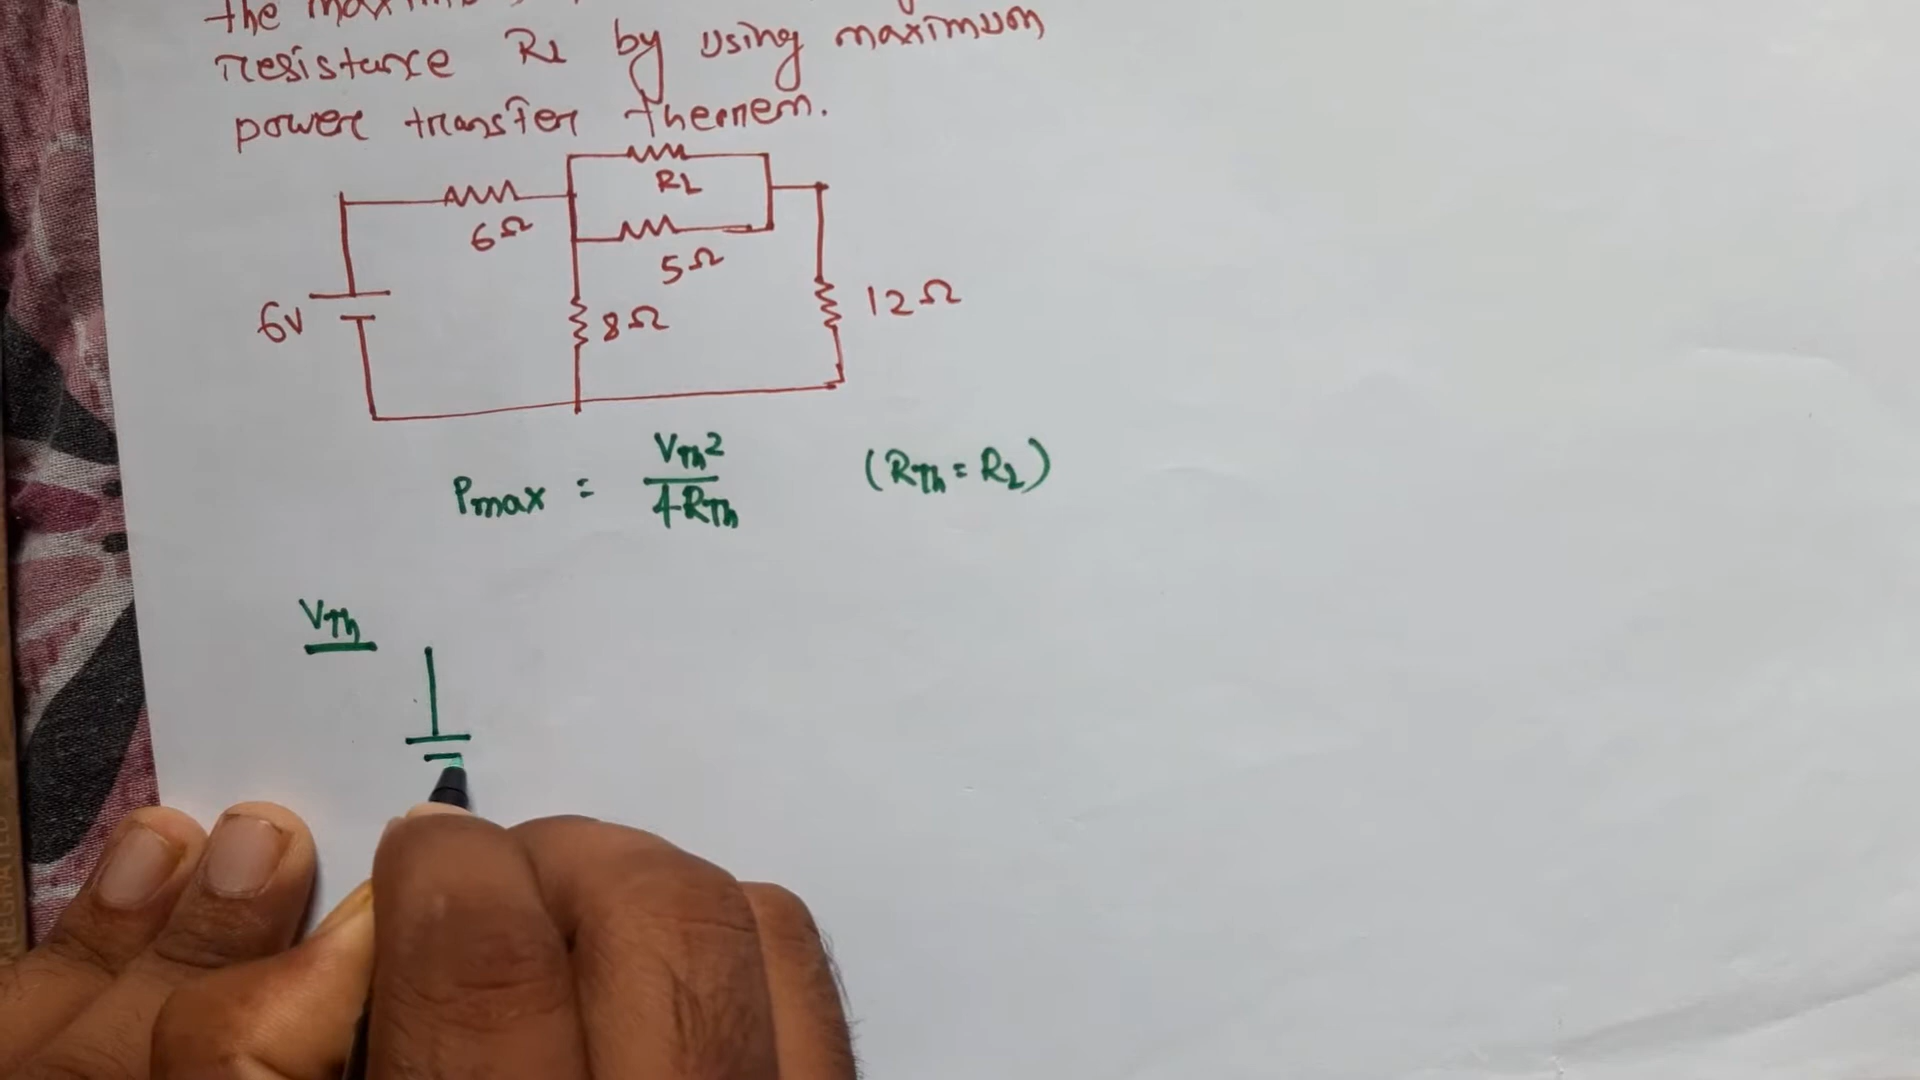 the
resistance RL by using maximum
power transfer theorem.
RL
6Ω
5Ω
6V
8Ω
12Ω
Pmax = VTh2 / 4RTh (RTh = RL)
VTh